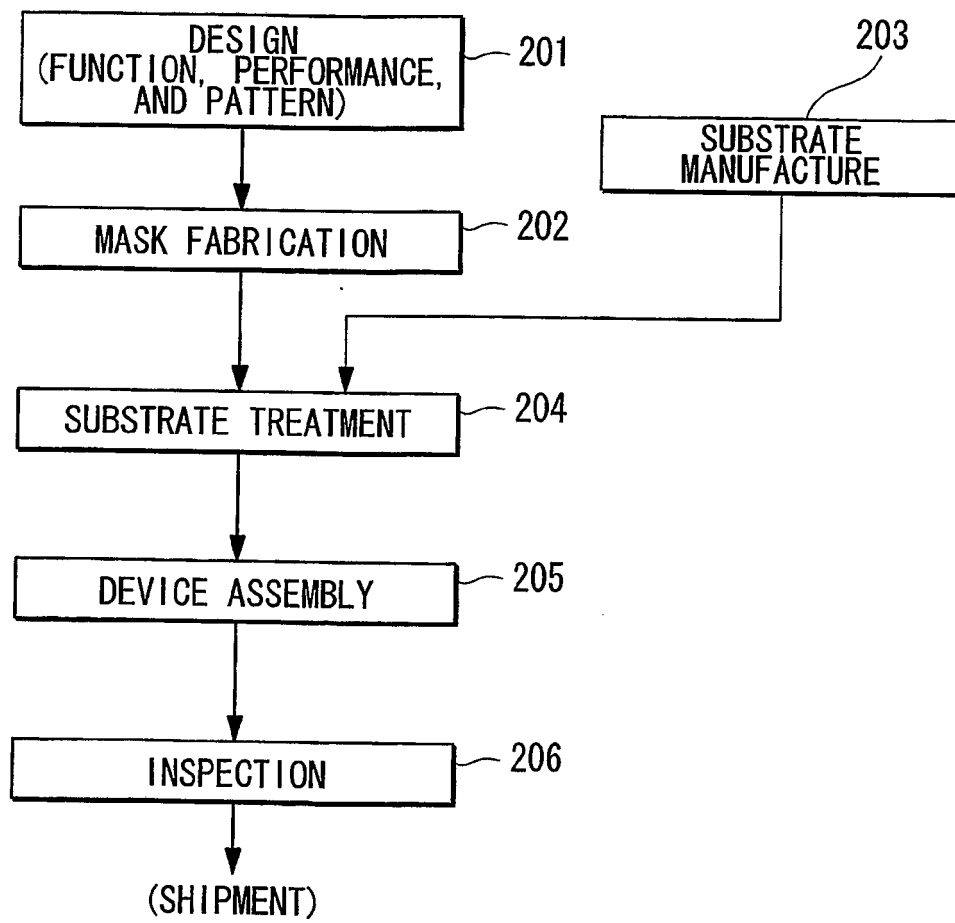 DESIGN
(FUNCTION, PERFORMANCE,
AND PATTERN)
201
203
SUBSTRATE
MANUFACTURE
MASK FABRICATION
202
SUBSTRATE TREATMENT
204
DEVICE ASSEMBLY
205
INSPECTION
206
(SHIPMENT)